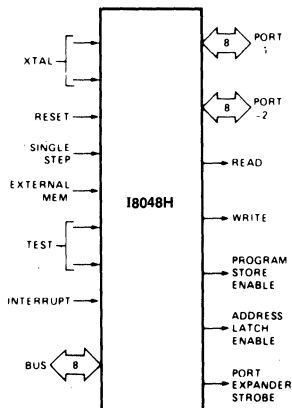 XTAL
RESET
SINGLE
STEP
EXTERNAL
MEM
TEST
INTERRUPT
BUS
8
I8048H
8
PORT
8
PORT
-2
READ
WRITE
PROGRAM
STORE
ENABLE
ADDRESS
LATCH
ENABLE
PORT
EXPANDER
STROBE